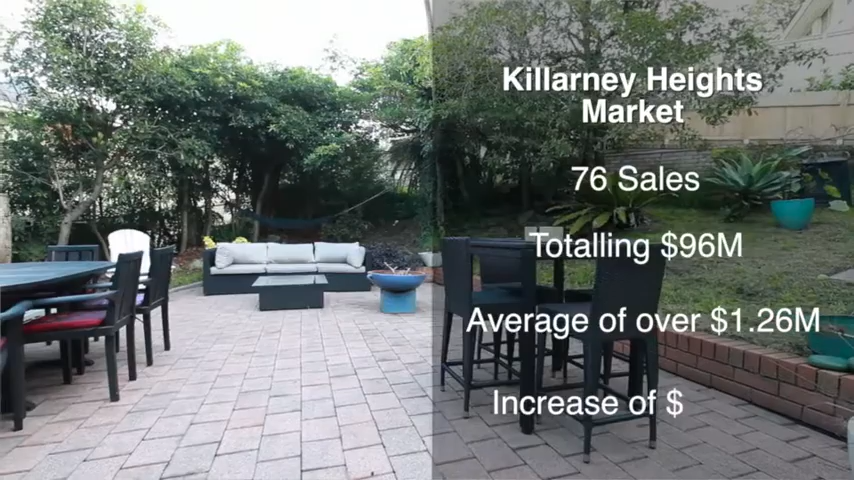 Killarney Heights
Market
76 Sales
Totalling $96M
Average of over $1.26M
Increase of $